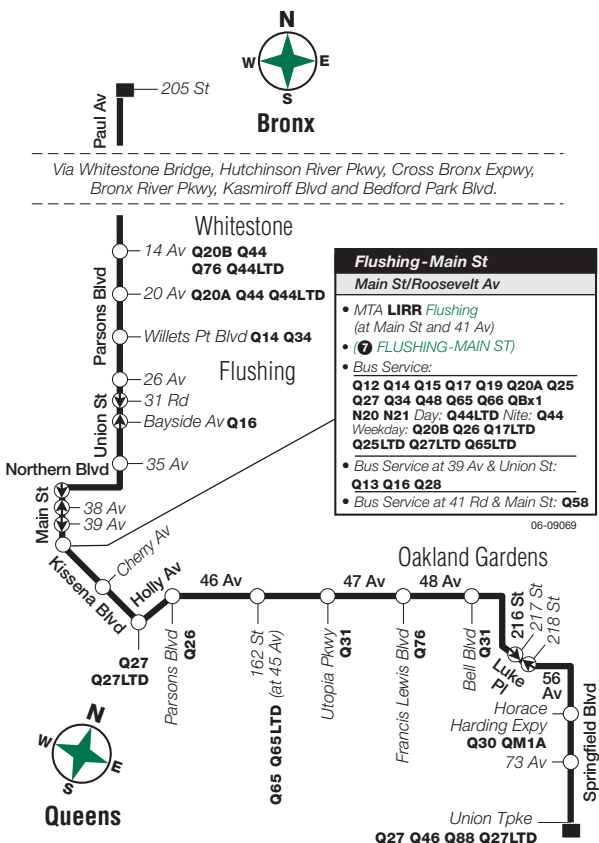 N
W E
S
Bronx
205 St
Paul Av
Via Whitestone Bridge, Hutchinson River Pkwy, Cross Bronx Expwy,
Bronx River Pkwy, Kasmiroff Blvd and Bedford Park Blvd.
Whitestone
14 Av Q20B Q44
Q76 Q44LTD
20 Av Q20A Q44 Q44LTD
Parsons Blvd
Willets Pt Blvd Q14 Q34
26 Av
Flushing
31 Rd
Union St
Bayside Av Q16
35 Av
Northern Blvd
Main St
38 Av
39 Av
Flushing-Main St
Main St/Roosevelt Av
• MTA LIRR Flushing
(at Main St and 41 Av)
• (7 FLUSHING-MAIN ST)
• Bus Service:
Q12 Q14 Q15 Q17 Q19 Q20A Q25
Q27 Q34 Q48 Q65 Q66 QBx1
N20 N21 Day: Q44LTD Nite: Q44
Weekday: Q20B Q26 Q17LTD
Q25LTD Q27LTD Q65LTD
• Bus Service at 39 Av & Union St:
Q13 Q16 Q28
• Bus Service at 41 Rd & Main St: Q58
06-09069
Kissena Blvd
Cherry Av
Holly Av
Q27
Q27LTD
Parsons Blvd
Q26
46 Av
162 St (at 45 Av)
Q65 Q65LTD
Utopia Pkwy
Q31
47 Av
Francis Lewis Blvd
Q76
48 Av
Bell Blvd
Q31
Oakland Gardens
216 St
217 St
218 St
Luke
Pl
56
Av
Horace
Harding Expy
Q30 QM1A
73 Av
Springfield Blvd
Union Tpke
Q27 Q46 Q88 Q27LTD
N
W E
S
Queens